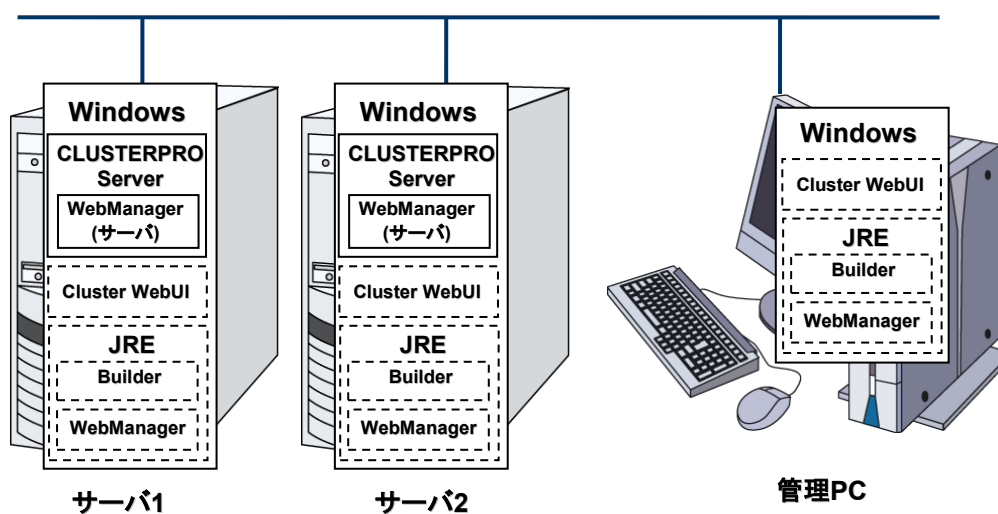 Windows
CLUSTERPRO
Server
WebManager
(サーバ)
Cluster WebUI
JRE
Builder
WebManager
サーバ1
Windows
CLUSTERPRO
Server
WebManager
(サーバ)
Cluster WebUI
JRE
Builder
WebManager
サーバ2
Windows
Cluster WebUI
JRE
Builder
WebManager
管理PC